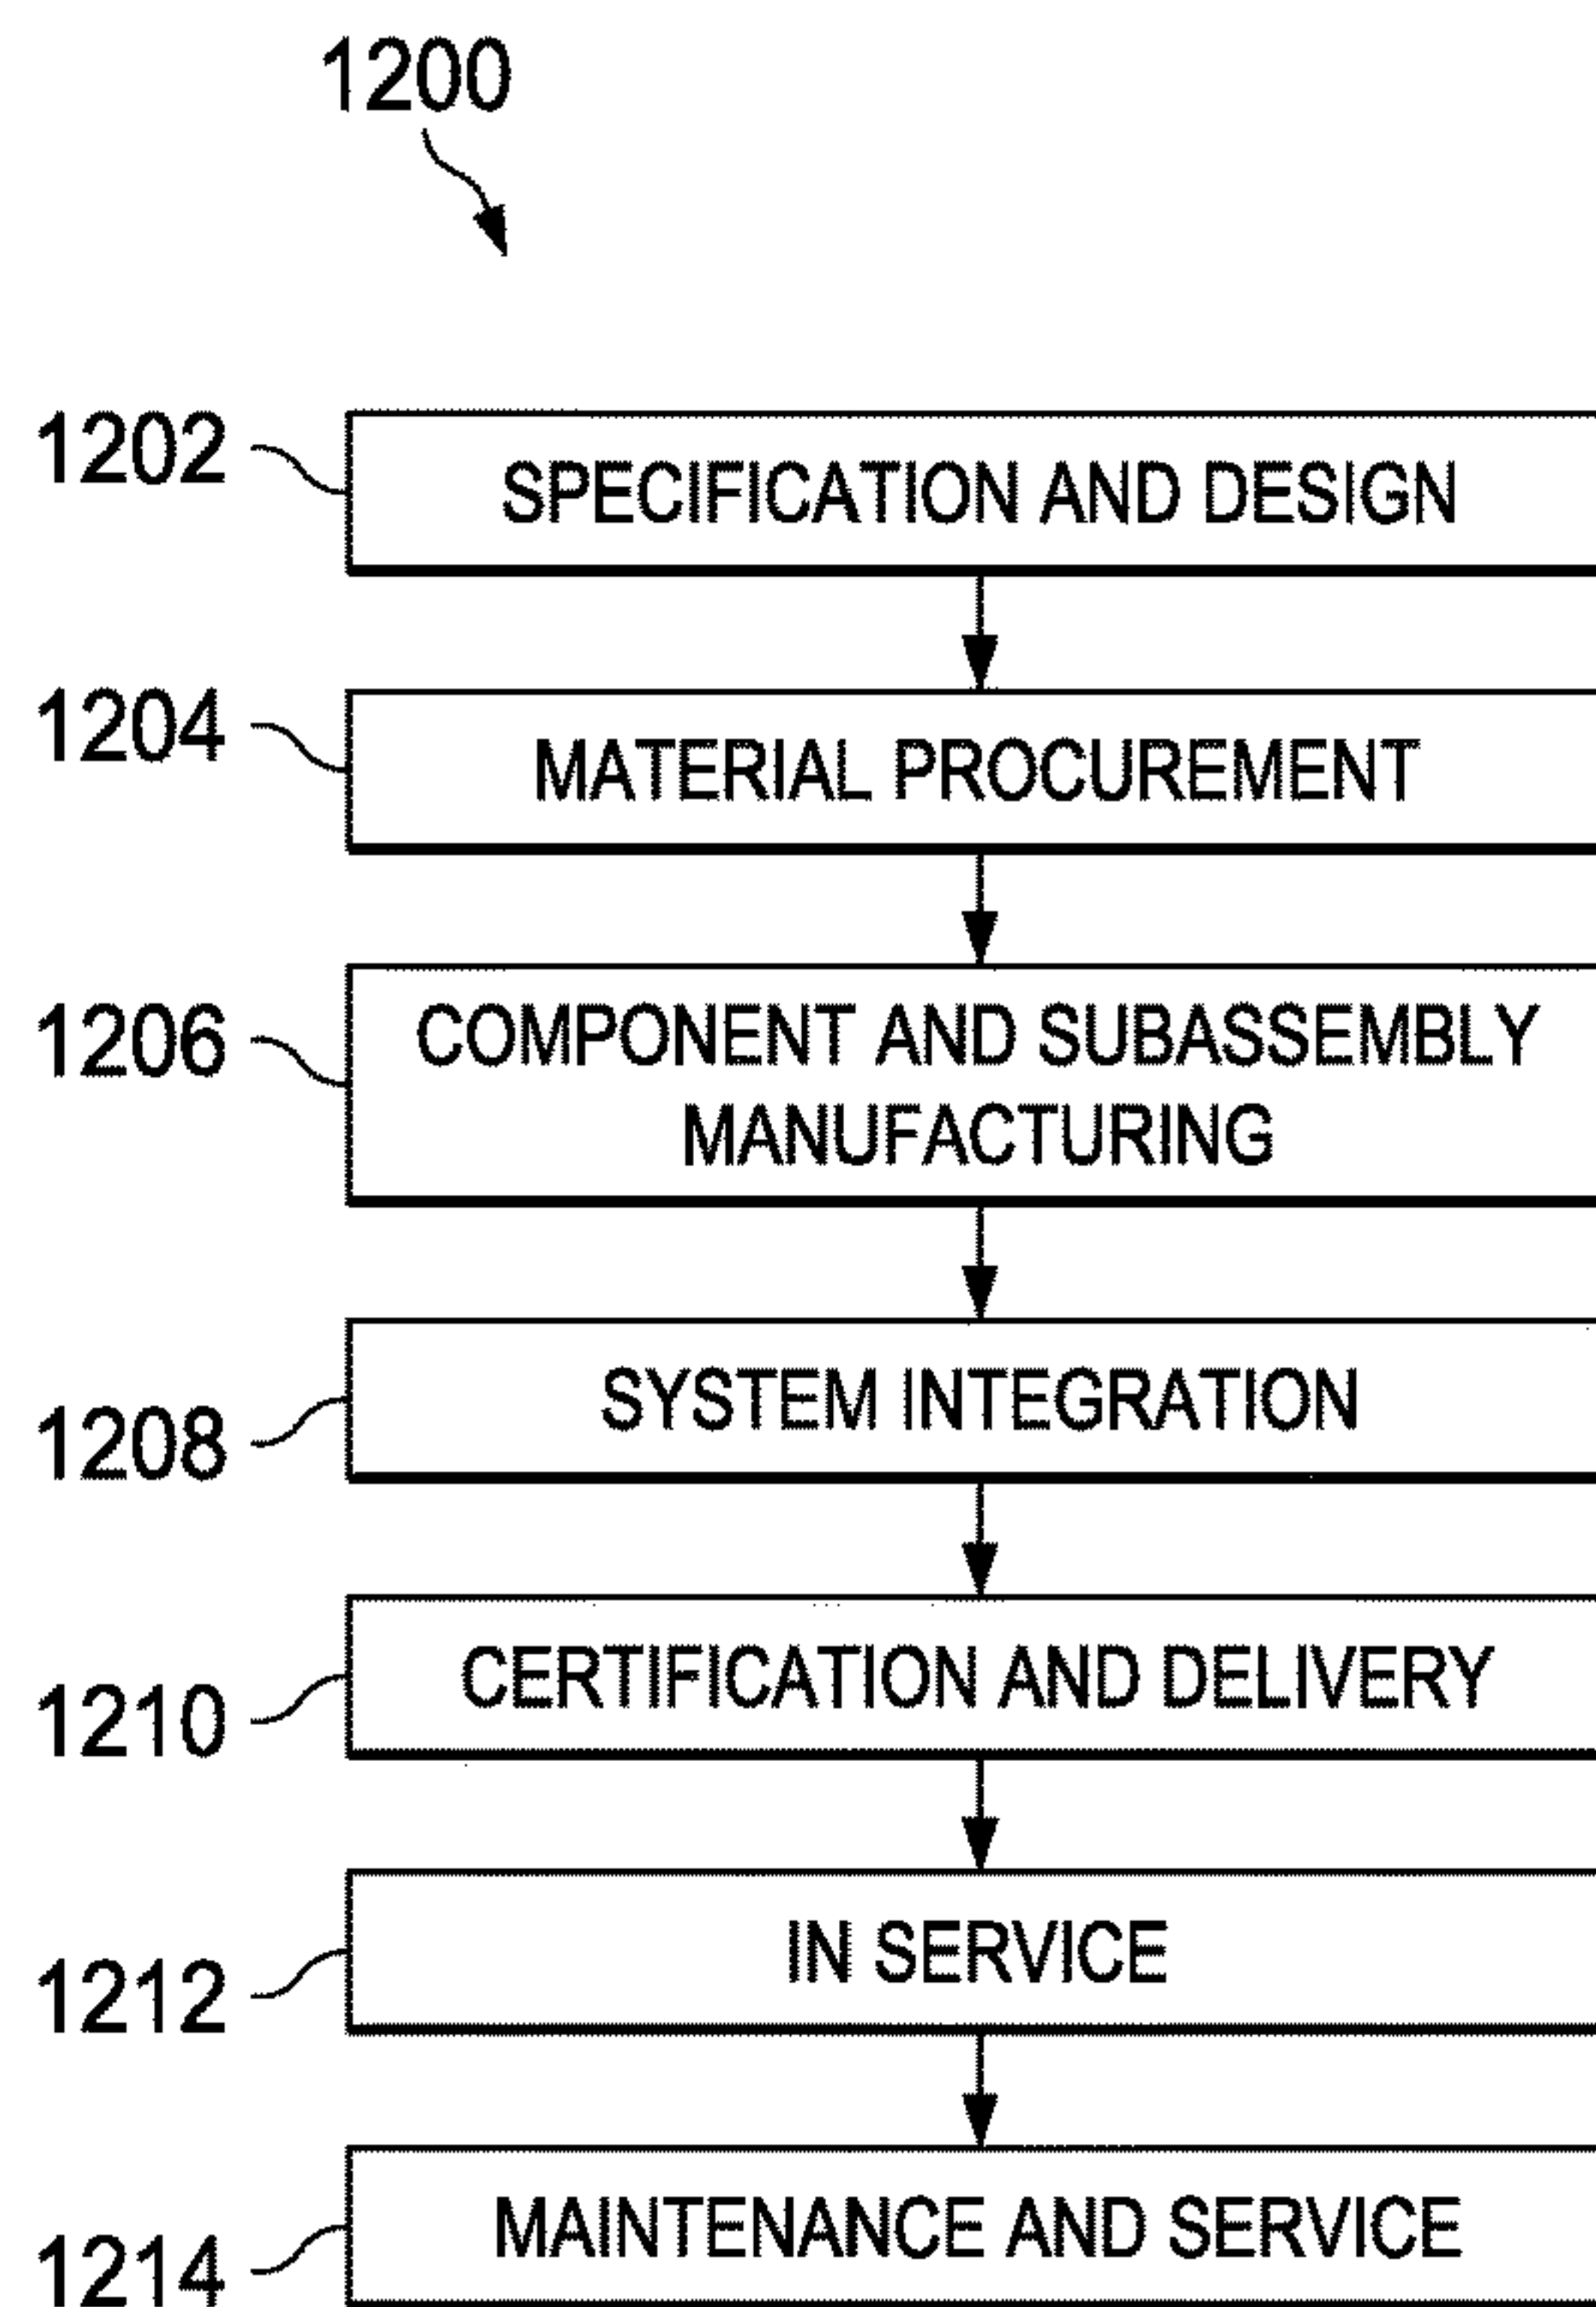 1200
1202
SPECIFICATION AND DESIGN
1204
MATERIAL PROCUREMENT
1206
COMPONENT AND SUBASSEMBLY
MANUFACTURING
1208
SYSTEM INTEGRATION
1210
CERTIFICATION AND DELIVERY
1212
IN SERVICE
1214
MAINTENANCE AND SERVICE